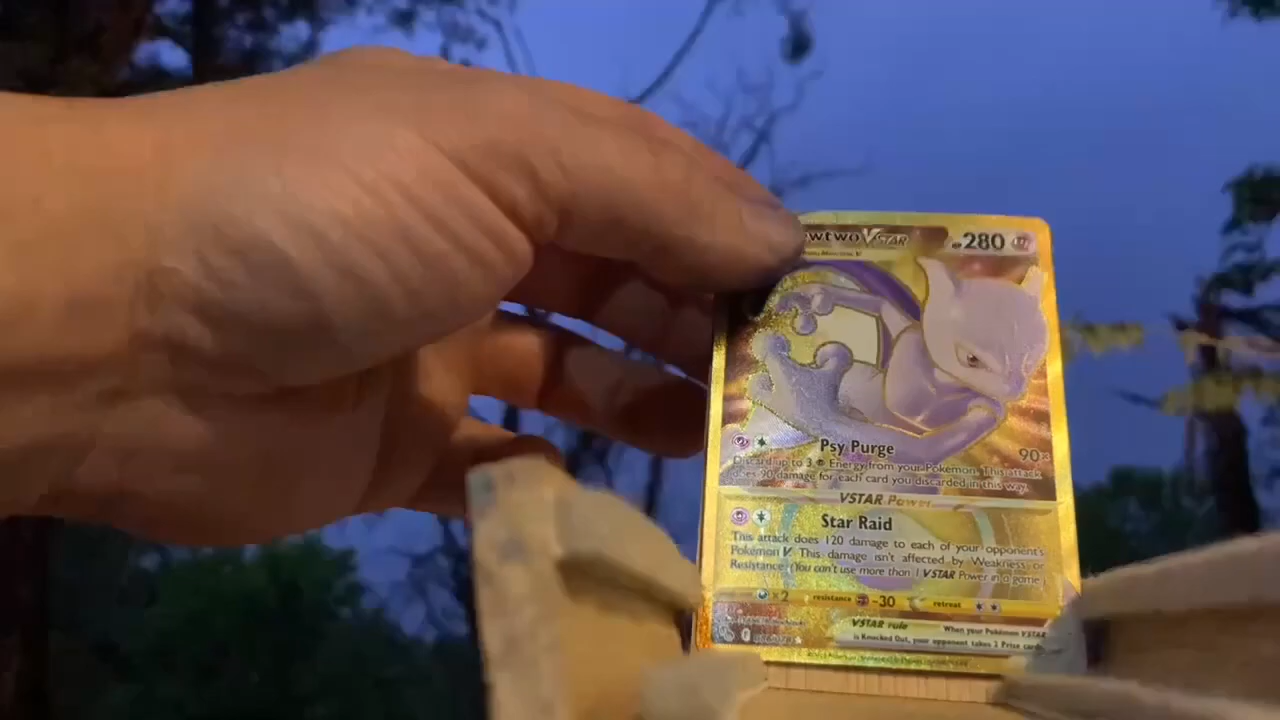 wtwo VSTAR 280
Psy Purge 90×
Discard up to 3 Energy from your Pokémon. This attack
does 90 damage for each card you discarded in this way.
VSTAR Power
Star Raid
This attack does 120 damage to each of your opponent's
Pokémon V. This damage isn't affected by Weakness or
Resistance. (You can't use more than 1 VSTAR Power in a game.)
×2 resistance -30 retreat
VSTAR rule When your Pokémon VSTAR
is Knocked Out, your opponent takes 2 Prize cards.